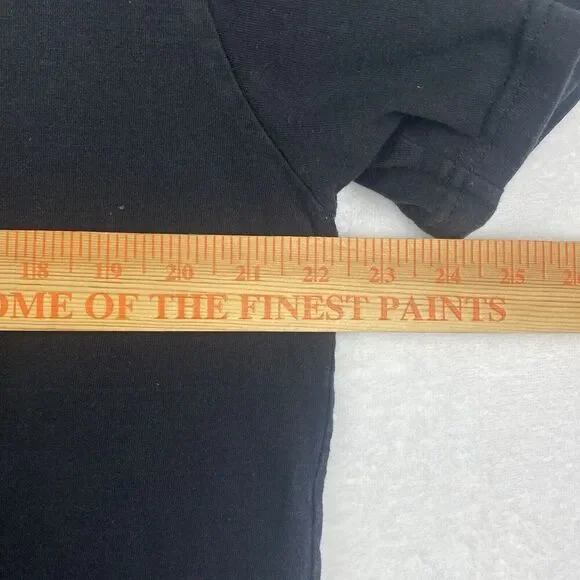 18 19 20 21 22 23 24 25
OME OF THE FINEST PAINTS